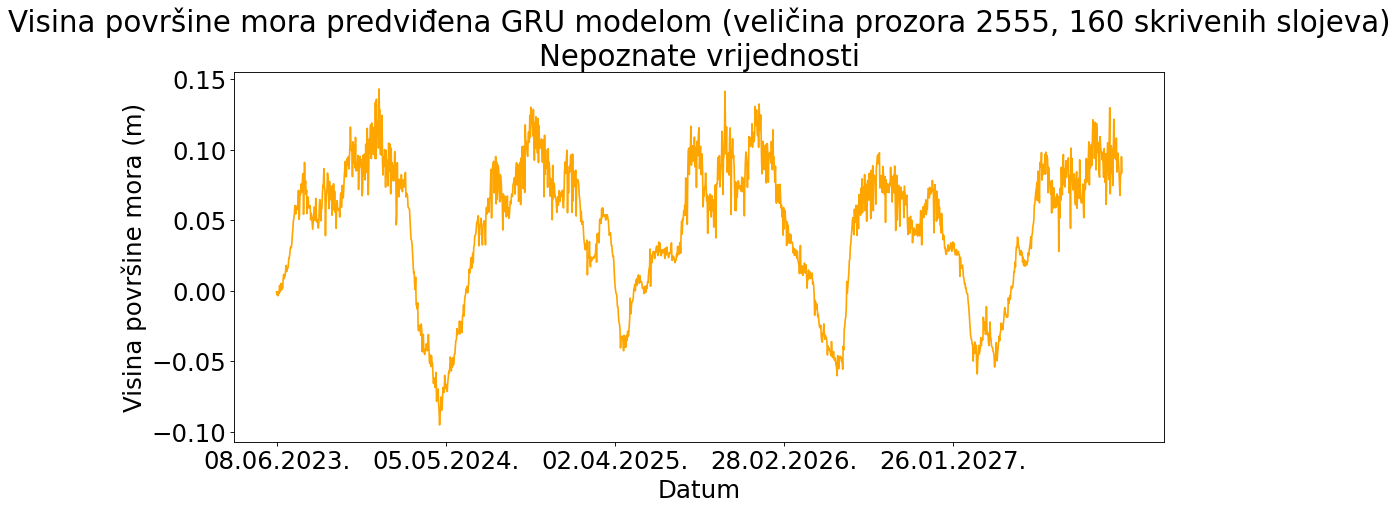 Visina površine mora predviđena GRU modelom (veličina prozora 2555, 160 skrivenih slojeva)
Nepoznate vrijednosti
Visina površine mora (m)
0.15
0.10
0.05
0.00
−0.05
−0.10
08.06.2023. 05.05.2024. 02.04.2025. 28.02.2026. 26.01.2027.
Datum